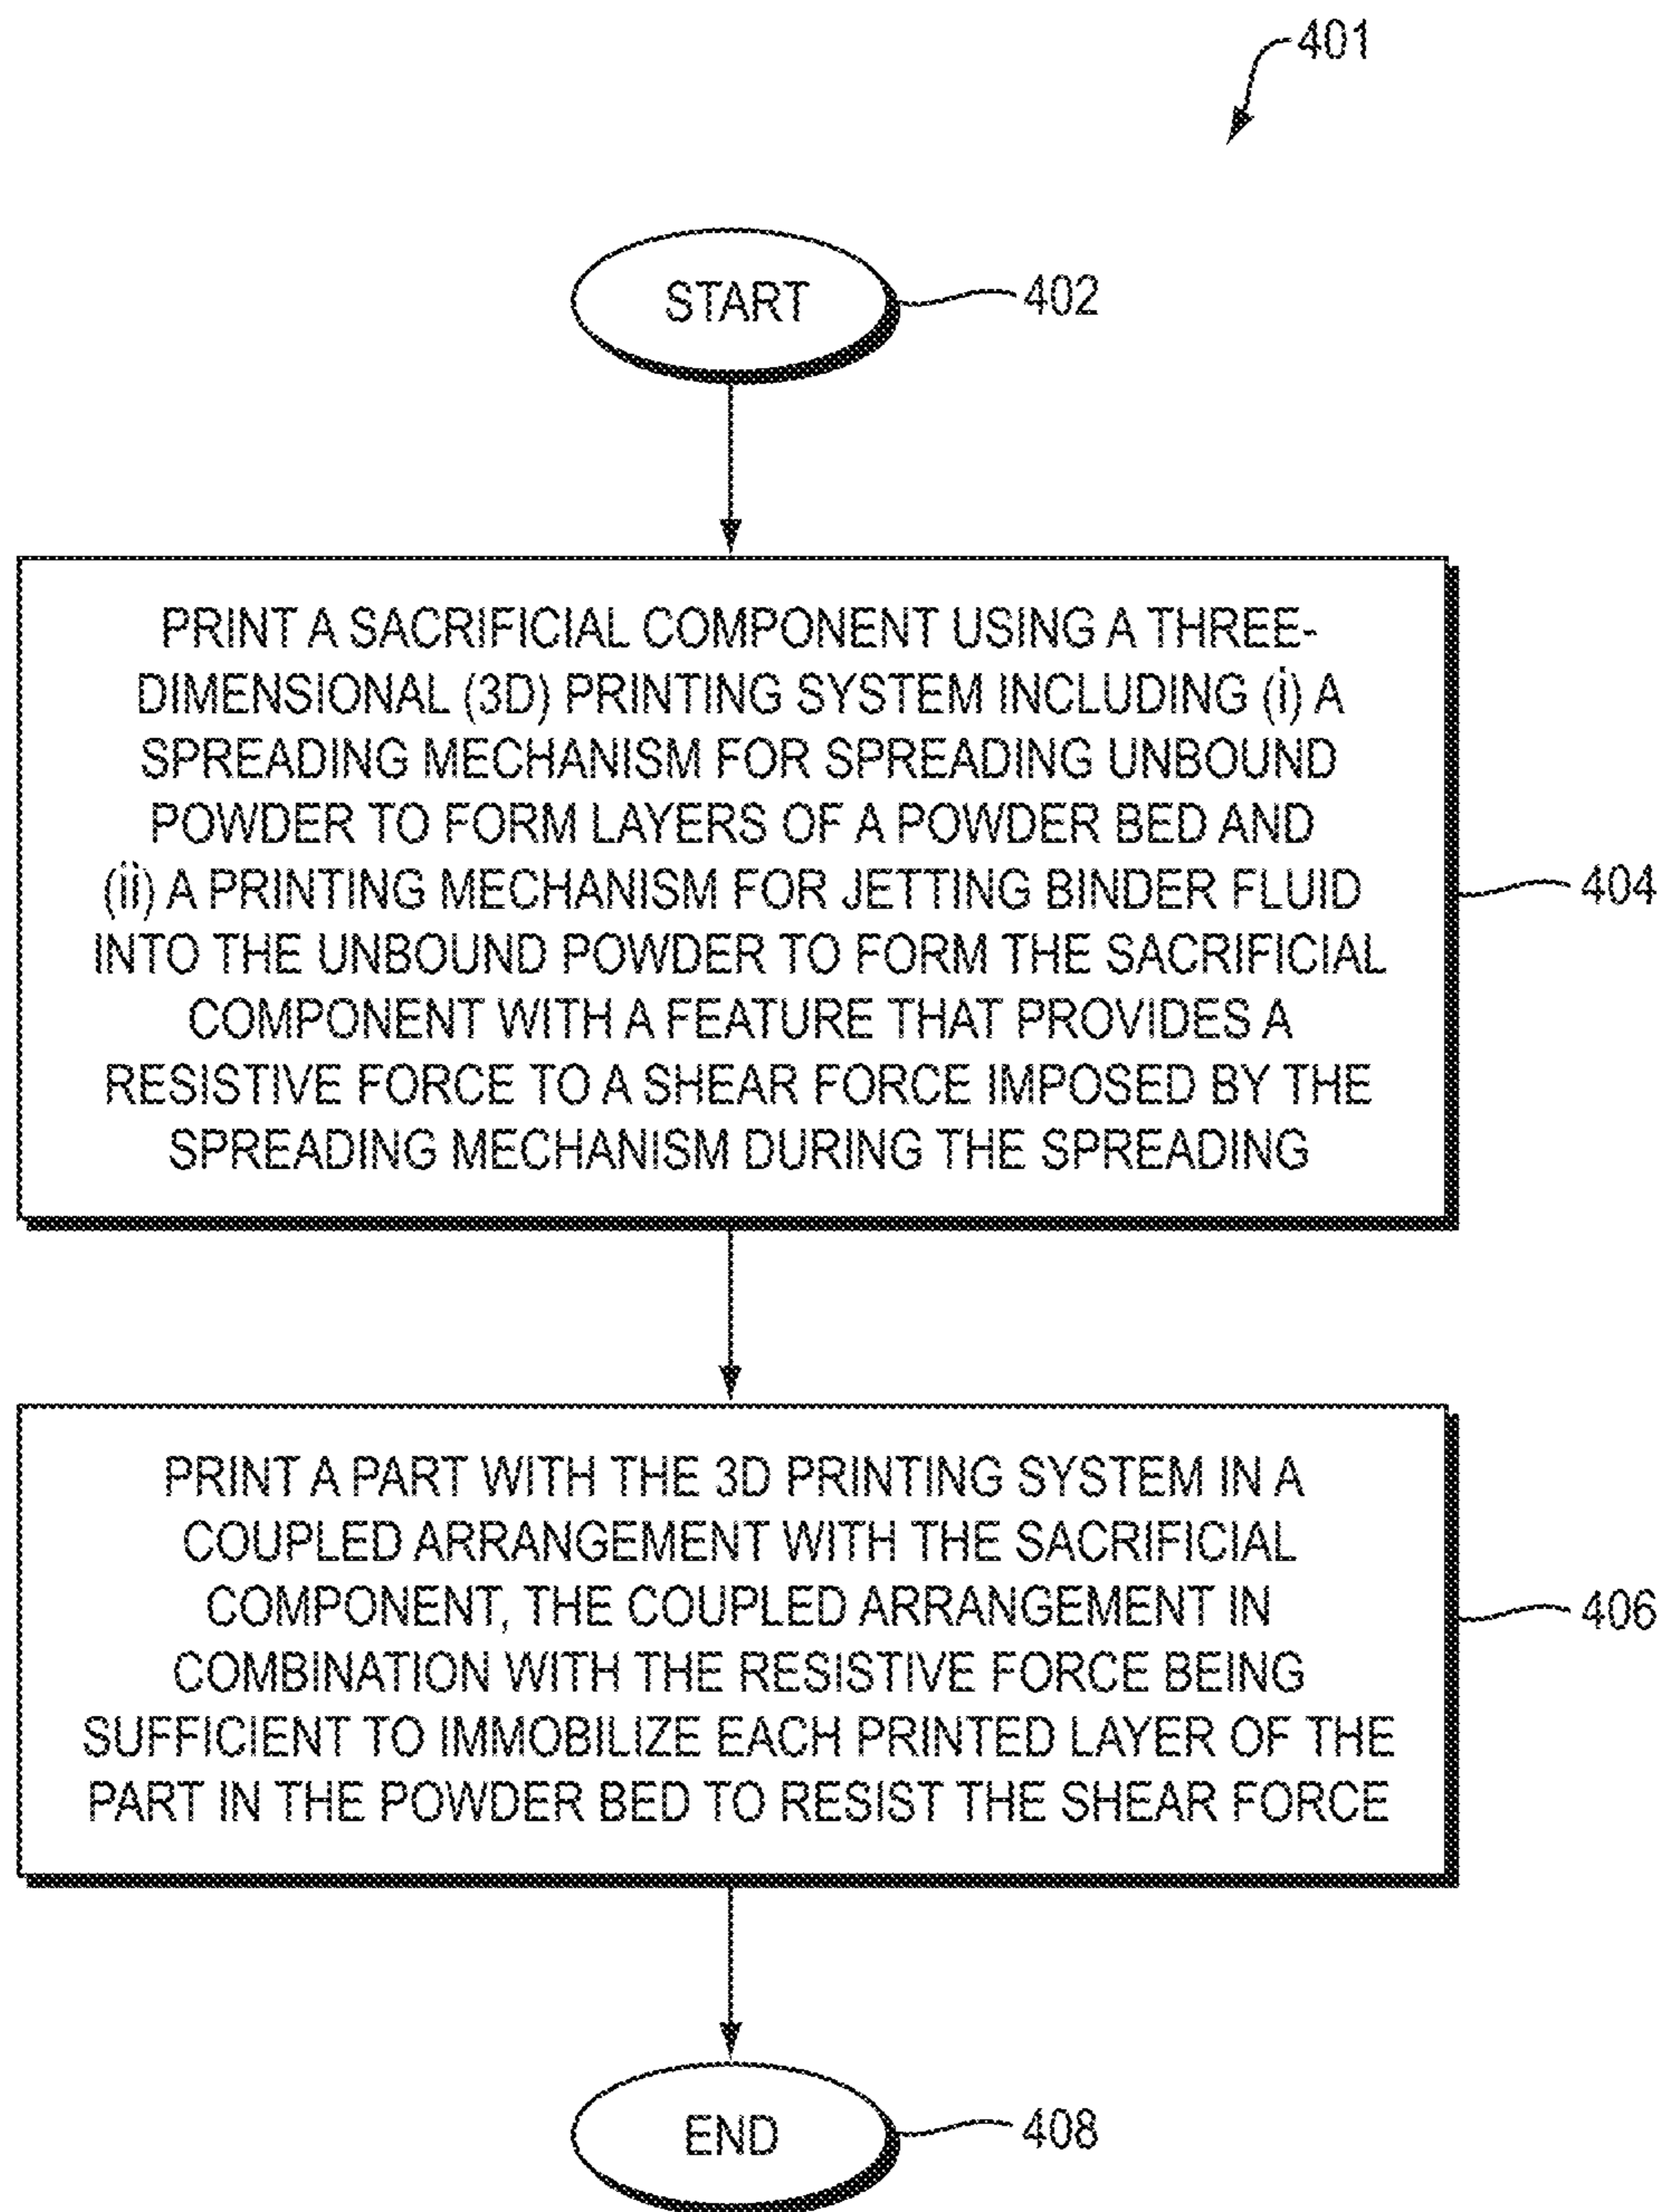 401
START
402
PRINT A SACRIFICIAL COMPONENT USING A THREE-
DIMENSIONAL (3D) PRINTING SYSTEM INCLUDING (i) A
SPREADING MECHANISM FOR SPREADING UNBOUND
POWDER TO FORM LAYERS OF A POWDER BED AND
(ii) A PRINTING MECHANISM FOR JETTING BINDER FLUID
INTO THE UNBOUND POWDER TO FORM THE SACRIFICIAL
COMPONENT WITH A FEATURE THAT PROVIDES A
RESISTIVE FORCE TO A SHEAR FORCE IMPOSED BY THE
SPREADING MECHANISM DURING THE SPREADING
404
PRINT A PART WITH THE 3D PRINTING SYSTEM IN A
COUPLED ARRANGEMENT WITH THE SACRIFICIAL
COMPONENT, THE COUPLED ARRANGEMENT IN
COMBINATION WITH THE RESISTIVE FORCE BEING
SUFFICIENT TO IMMOBILIZE EACH PRINTED LAYER OF THE
PART IN THE POWDER BED TO RESIST THE SHEAR FORCE
406
END
408